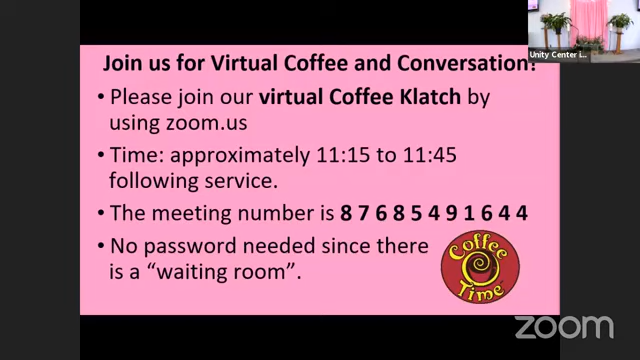 Unity Center i...
Join us for Virtual Coffee and Conversation!
• Please join our virtual Coffee Klatch by
using zoom.us
• Time: approximately 11:15 to 11:45
following service.
• The meeting number is 8 7 6 8 5 4 9 1 6 4 4
• No password needed since there
is a “waiting room”.
Coffee
Time
zoom